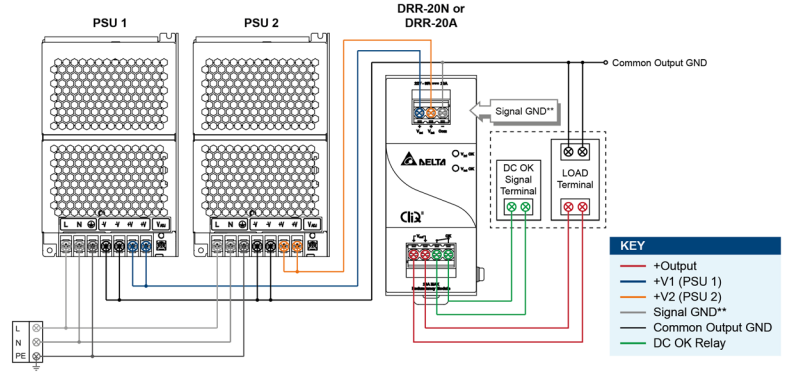 PSU 1
PSU 2
DRR-20N or
DRR-20A
Common Output GND
Signal GND**
DELTA
DC OK
Signal
Terminal
LOAD
Terminal
CliQ
L N -V -V +V +V
L N -V -V +V +V
L
N
PE
KEY
+Output
+V1 (PSU 1)
+V2 (PSU 2)
Signal GND**
Common Output GND
DC OK Relay